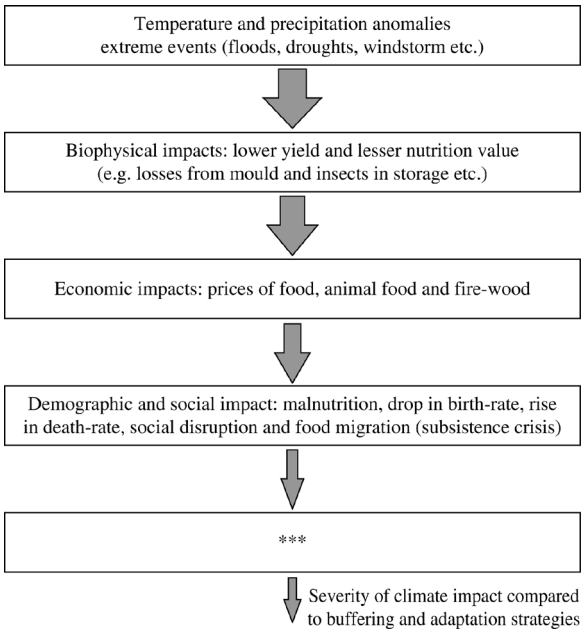 Temperature and precipitation anomalies
extreme events (floods, droughts, windstorm etc.)
Biophysical impacts: lower yield and lesser nutrition value
(e.g. losses from mould and insects in storage etc.)
Economic impacts: prices of food, animal food and fire-wood
Demographic and social impact: malnutrition, drop in birth-rate, rise
in death-rate, social disruption and food migration (subsistence crisis)
***
Severity of climate impact compared
to buffering and adaptation strategies